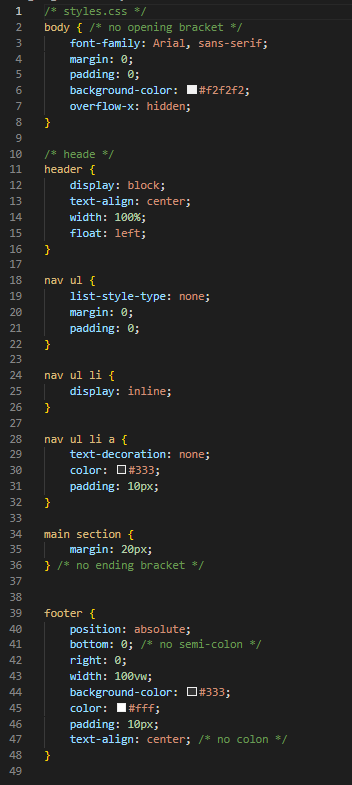 1 /* styles.css */
2 body { /* no opening bracket */
3 font-family: Arial, sans-serif;
4 margin: 0;
5 padding: 0;
6 background-color: #f2f2f2;
7 overflow-x: hidden;
8 }
9
10 /* heade */
11 header {
12 display: block;
13 text-align: center;
14 width: 100%;
15 float: left;
16 }
17
18 nav ul {
19 list-style-type: none;
20 margin: 0;
21 padding: 0;
22 }
23
24 nav ul li {
25 display: inline;
26 }
27
28 nav ul li a {
29 text-decoration: none;
30 color: #333;
31 padding: 10px;
32 }
33
34 main section {
35 margin: 20px;
36 } /* no ending bracket */
37
38
39 footer {
40 position: absolute;
41 bottom: 0; /* no semi-colon */
42 right: 0;
43 width: 100vw;
44 background-color: #333;
45 color: #fff;
46 padding: 10px;
47 text-align: center; /* no colon */
48 }
49